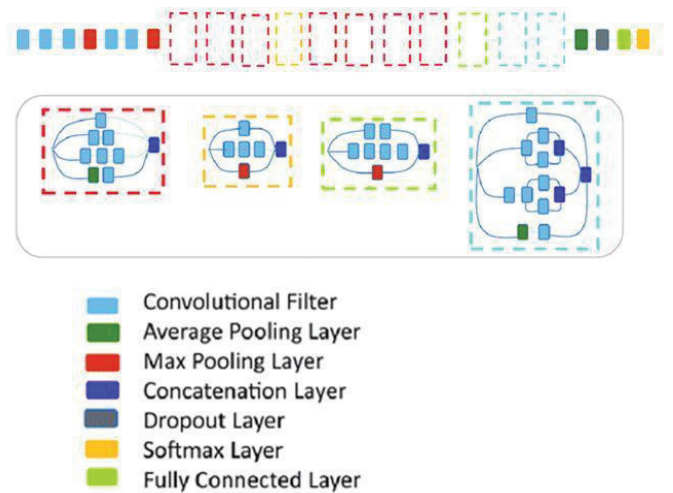 Convolutional Filter
Average Pooling Layer
Max Pooling Layer
Concatenation Layer
Dropout Layer
Softmax Layer
Fully Connected Layer